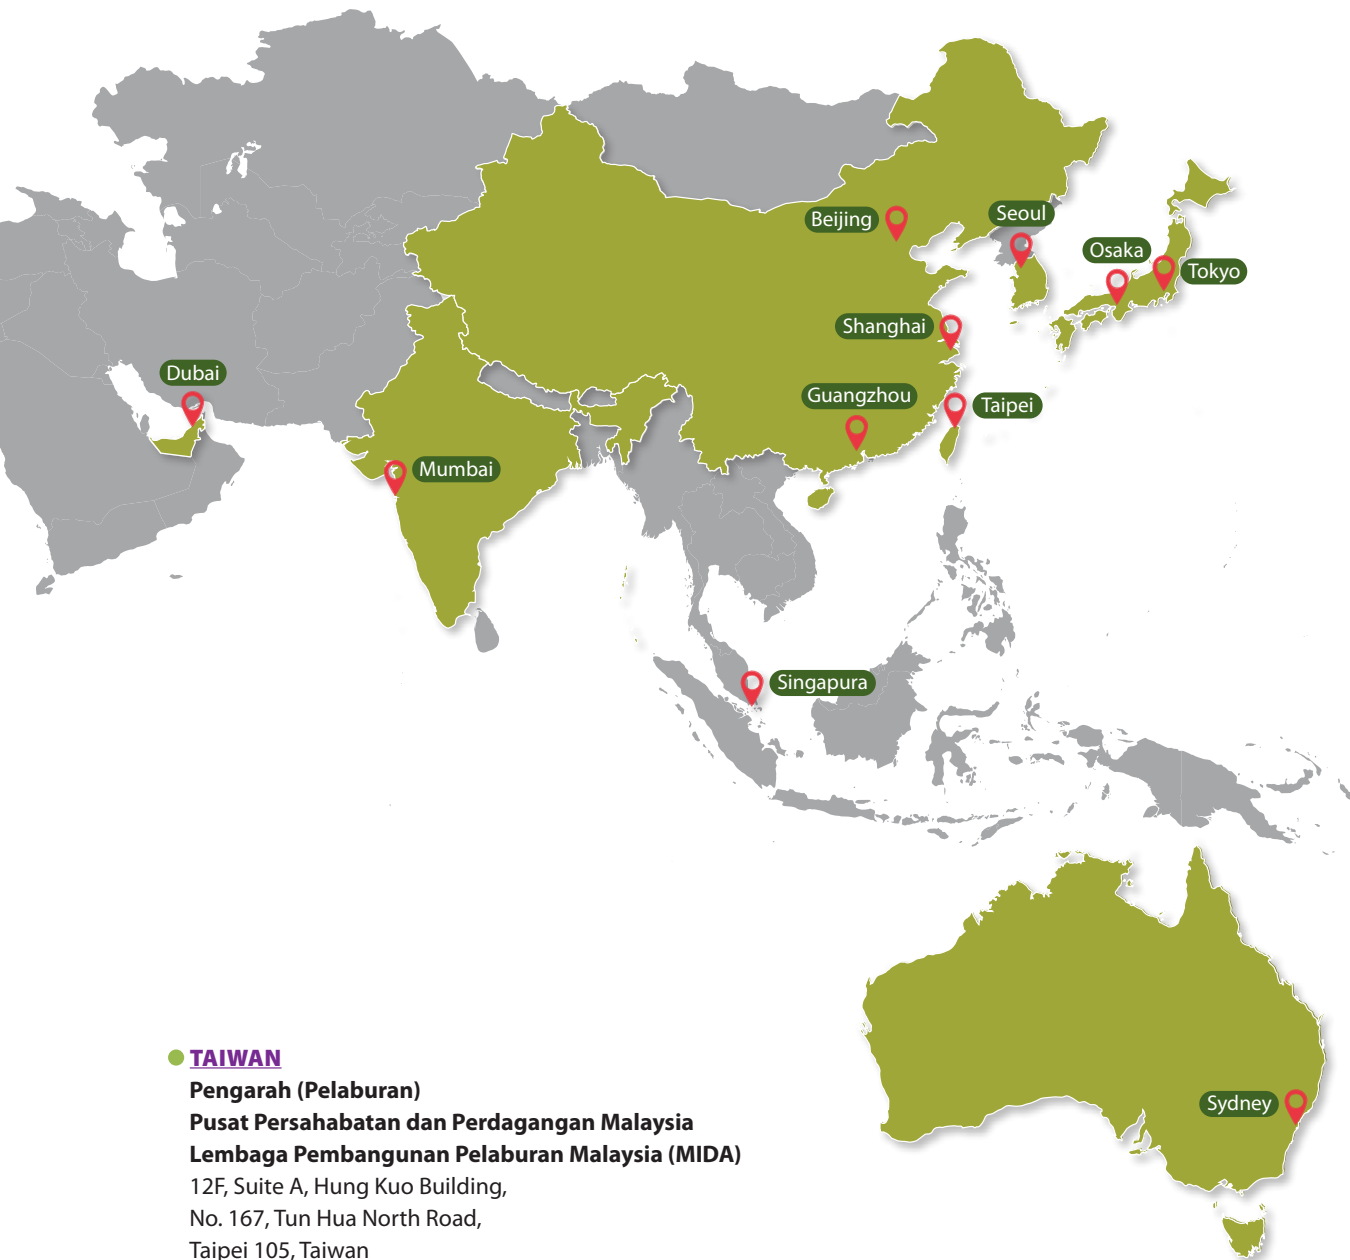 Beijing
Seoul
Osaka
Tokyo
Shanghai
Dubai
Guangzhou
Taipei
Mumbai
Singapura
Sydney
TAIWAN
Pengarah (Pelaburan)
Pusat Persahabatan dan Perdagangan Malaysia
Lembaga Pembangunan Pelaburan Malaysia (MIDA)
12F, Suite A, Hung Kuo Building,
No. 167, Tun Hua North Road,
Taipei 105, Taiwan